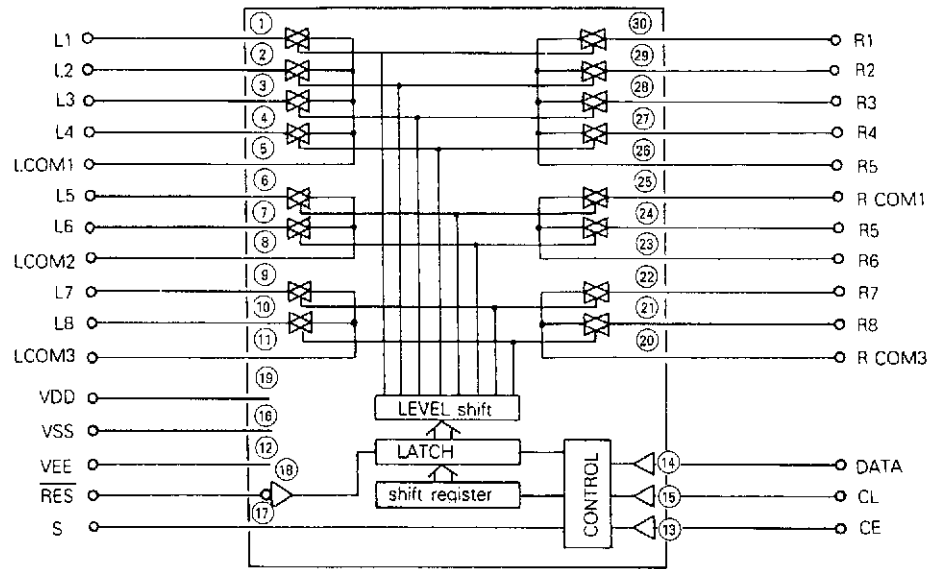 ① ㉚
L1 R1
② ㉙
L2 R2
③ ㉘
L3 R3
④ ㉗
L4 R4
⑤ ㉖
LCOM1 R5
⑥ ㉕
L5 R COM1
⑦ ㉔
L6 R5
⑧ ㉓
LCOM2 R6
⑨ ㉒
L7 R7
⑩ ㉑
L8 R8
⑪ ⑳
LCOM3 R COM3
⑲
VDD
LEVEL shift
⑯
VSS
⑫
LATCH
VEE ⑱ ⑭ DATA
RES shift register CONTROL ⑮ CL
⑰
S ⑬ CE